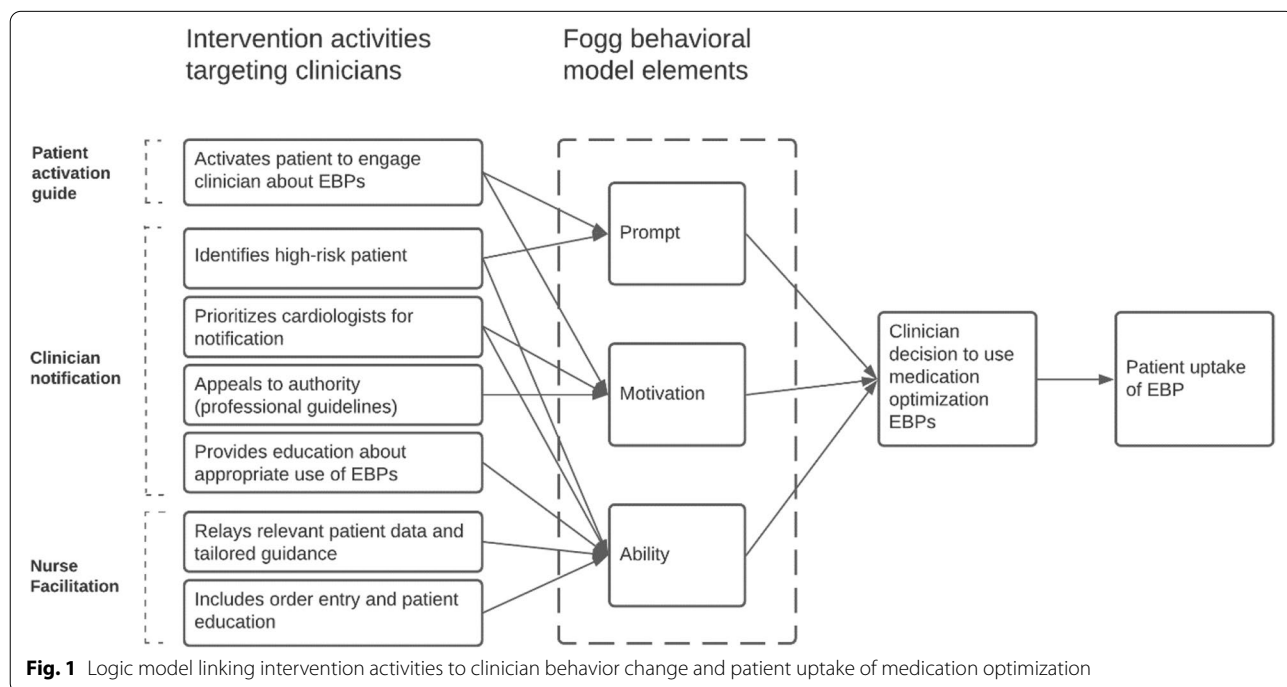 Intervention activities
targeting clinicians
Fogg behavioral
model elements
Patient
activation
guide
Activates patient to engage
clinician about EBPs
Clinician
notification
Identifies high-risk patient
Prioritizes cardiologists for
notification
Appeals to authority
(professional guidelines)
Provides education about
appropriate use of EBPs
Nurse
Facilitation
Relays relevant patient data and
tailored guidance
Includes order entry and patient
education
Prompt
Motivation
Ability
Clinician
decision to use
medication
optimization
EBPs
Patient uptake
of EBP
Fig. 1 Logic model linking intervention activities to clinician behavior change and patient uptake of medication optimization